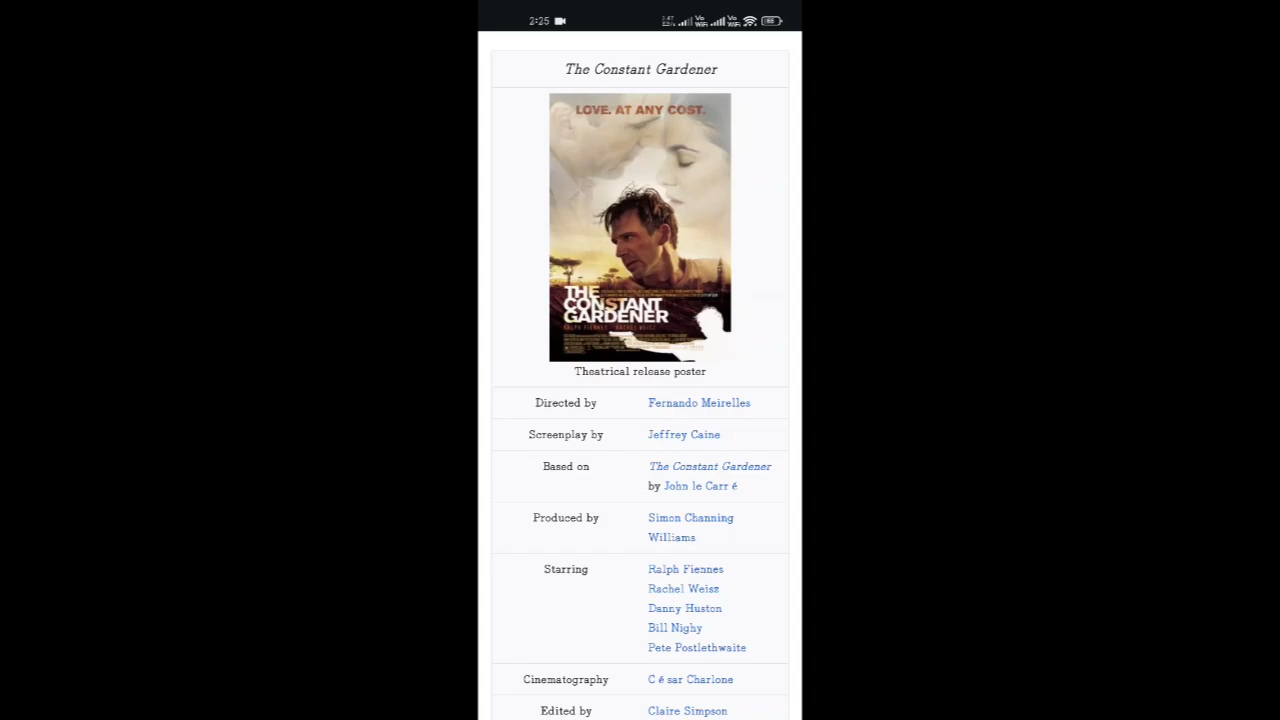 2:25
The Constant Gardener
LOVE. AT ANY COST.
THE
CONSTANT
GARDENER
RALPH FIENNES RACHEL WEISZ
Theatrical release poster
Directed by Fernando Meirelles
Screenplay by Jeffrey Caine
Based on The Constant Gardener
by John le Carr é
Produced by Simon Channing
Williams
Starring Ralph Fiennes
Rachel Weisz
Danny Huston
Bill Nighy
Pete Postlethwaite
Cinematography C é sar Charlone
Edited by Claire Simpson